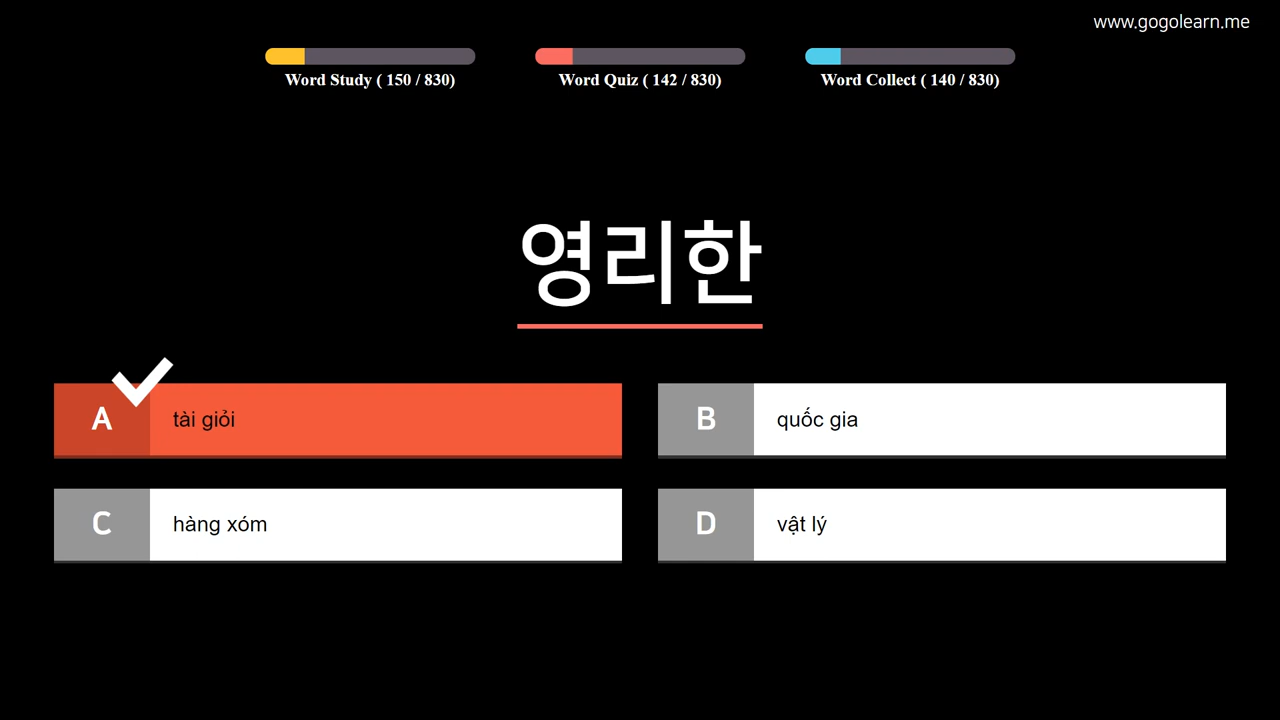 www.gogolearn.me
Word Study ( 150 / 830)
Word Quiz ( 142 / 830)
Word Collect ( 140 / 830)
영리한
A tài giỏi
B quốc gia
C hàng xóm
D vật lý